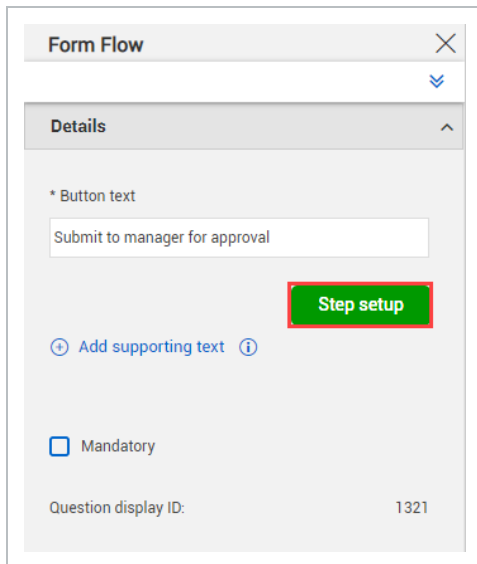 Form Flow
Details
* Button text
Submit to manager for approval
Step setup
Add supporting text
Mandatory
Question display ID: 1321